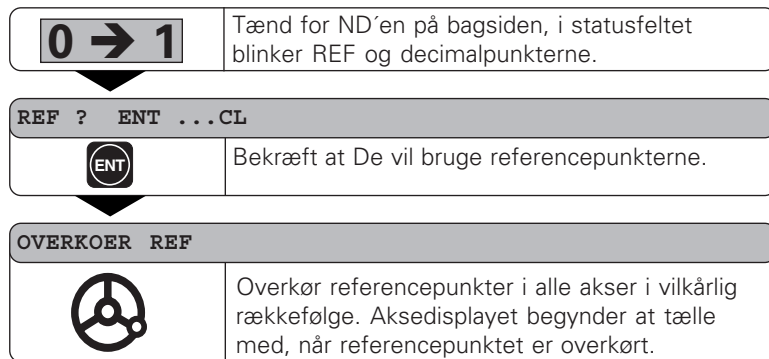 0 → 1
Tænd for ND´en på bagsiden, i statusfeltet
blinker REF og decimalpunkterne.
REF ? ENT ...CL
ENT
Bekræft at De vil bruge referencepunkterne.
OVERKOER REF
Overkør referencepunkter i alle akser i vilkårlig
rækkefølge. Aksedisplayet begynder at tælle
med, når referencepunktet er overkørt.